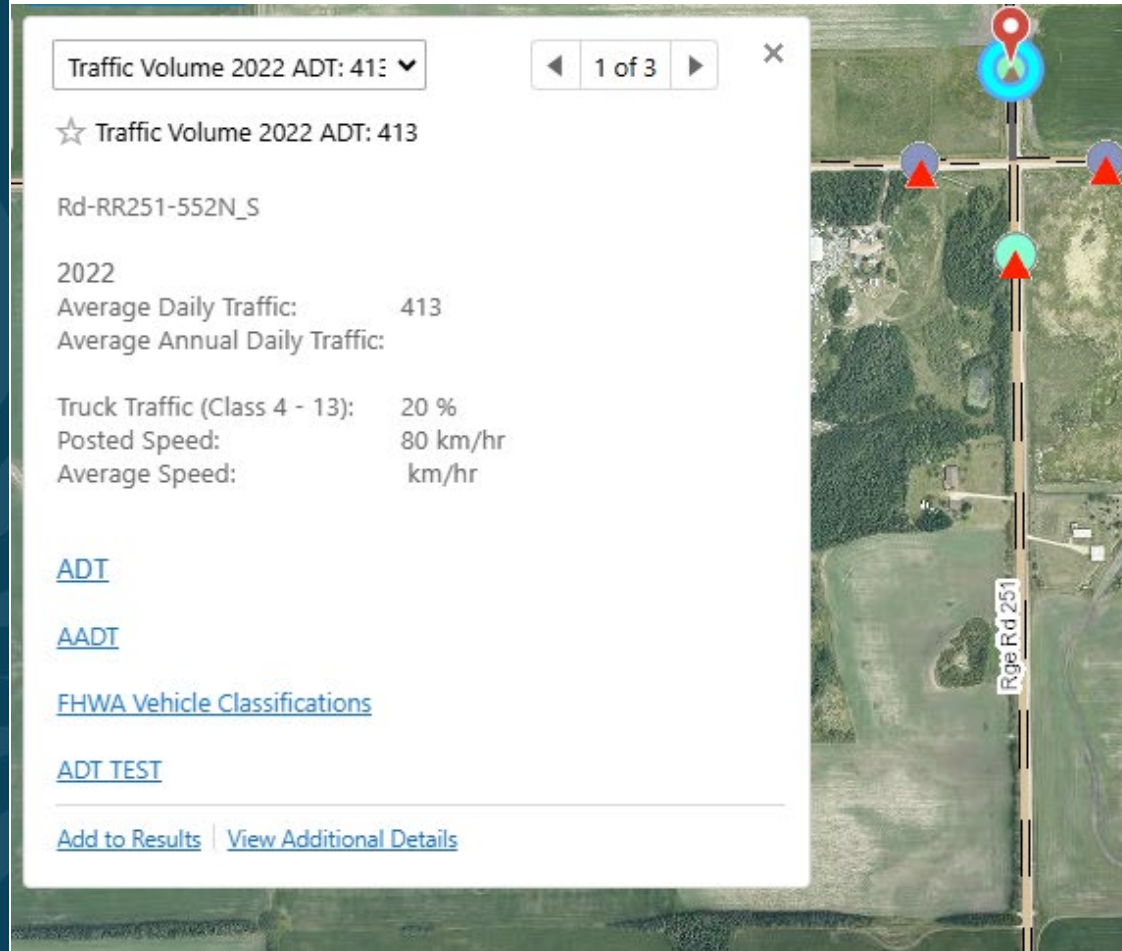 Traffic Volume 2022 ADT: 413
1 of 3
Traffic Volume 2022 ADT: 413
Rd-RR251-552N_S
2022
Average Daily Traffic: 413
Average Annual Daily Traffic:
Truck Traffic (Class 4 - 13): 20 %
Posted Speed: 80 km/hr
Average Speed: km/hr
ADT
AADT
FHWA Vehicle Classifications
ADT TEST
Add to Results | View Additional Details
Rge Rd 251